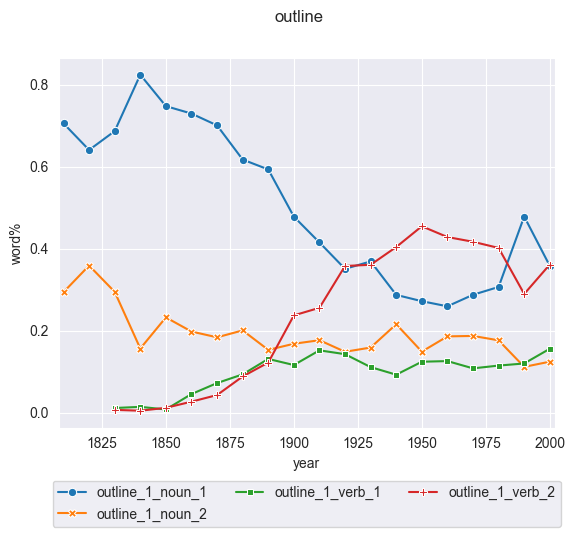 outline
0.8
0.6
0.4
0.2
0.0
word%
1825 1850 1875 1900 1925 1950 1975 2000
year
outline_1_noun_1 outline_1_verb_1 outline_1_verb_2
outline_1_noun_2